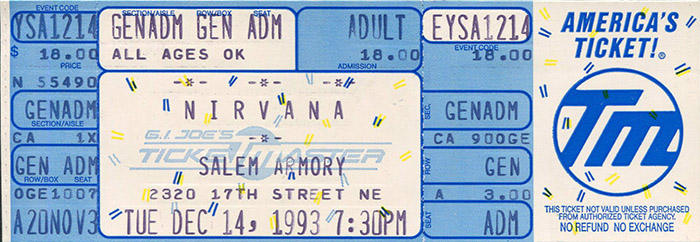 EVENT CODE
YSA1214
$ 18.00
PRICE
N 55490
GENADM
SECTION/AISLE
CA 1X
GEN ADM
ROW/BOX SEAT
0GE1007
A20NOV3
SECTION/AISLE ROW/BOX SEAT
GENADM GEN ADM
ALL AGES OK
ADULT
18.00
ADMISSION
-*- -*-
NIRVANA
-*-
G.I. JOE'S
TICKETMASTER
SALEM ARMORY
2320 17TH STREET NE
TUE DEC 14, 1993 7:30PM
EYSA1214
EVENT CODE
$ 18.00
SEC.
GENADM
CA 900GE
ROW/BOX
GEN
A 3.00
SEAT
ADM
AMERICA'S
TICKET!®
TM
THIS TICKET NOT VALID UNLESS PURCHASED
FROM AUTHORIZED TICKET AGENCY.
NO REFUND NO EXCHANGE